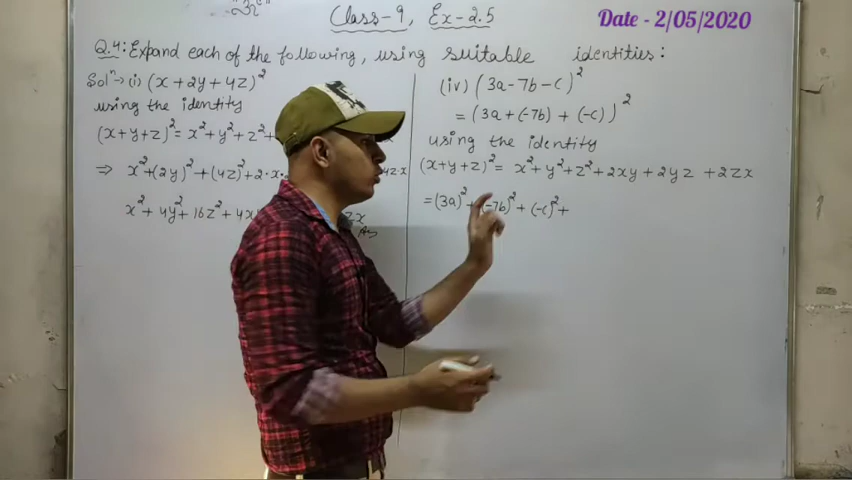 Class-9, Ex-2.5
Date - 2/05/2020
Q.4: Expand each of the following, using suitable identities:
Solⁿ→ (i) (x + 2y + 4z)²
using the identity
(x+y+z)² = x²+y²+z²+
⇒ x²+(2y)²+(4z)²+2·x· 4z·x
x²+4y²+16z²+4x zx
Ans
(iv) (3a-7b-c)²
= (3a+(-7b)+(-c))²
using the identity
(x+y+z)² = x²+y²+z²+2xy+2yz+2zx
= (3a)²+(-7b)²+(-c)²+